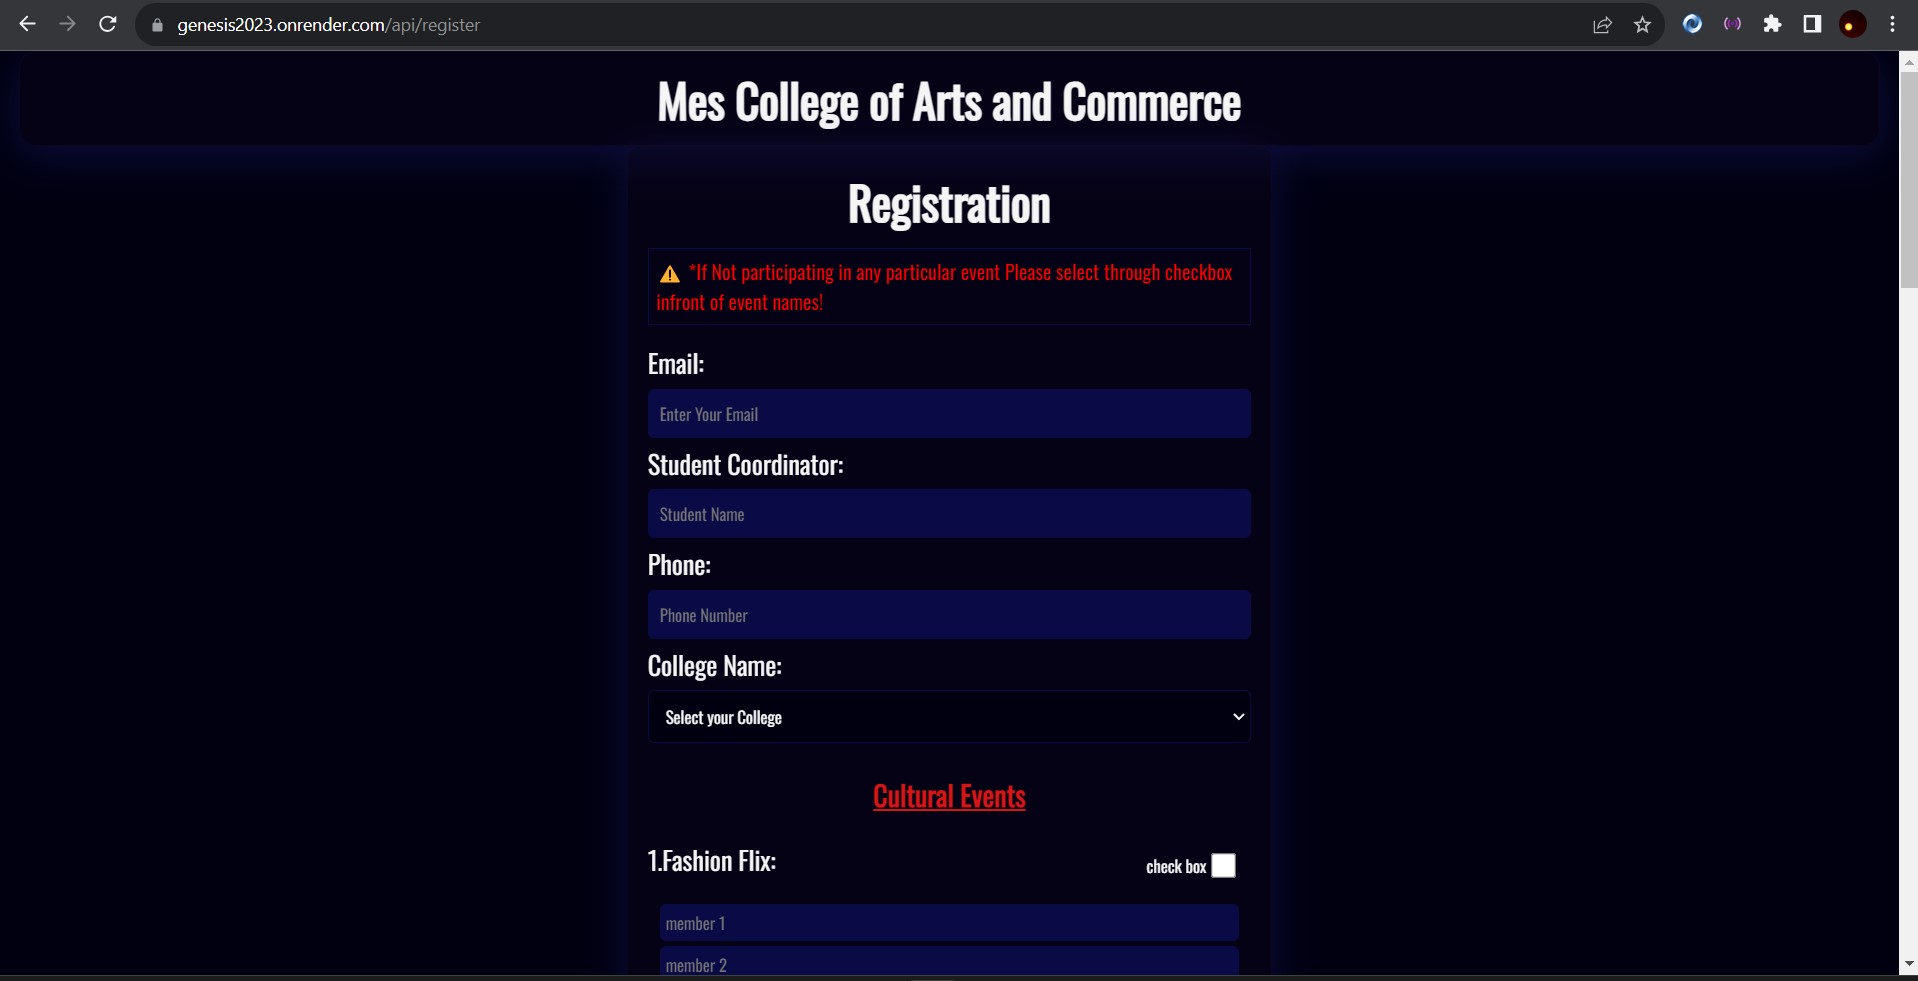 genesis2023.onrender.com/api/register
Mes College of Arts and Commerce
Registration
⚠ *If Not participating in any particular event Please select through checkbox
infront of event names!
Email:
Enter Your Email
Student Coordinator:
Student Name
Phone:
Phone Number
College Name:
Select your College
Cultural Events
1.Fashion Flix:
check box
member 1
member 2